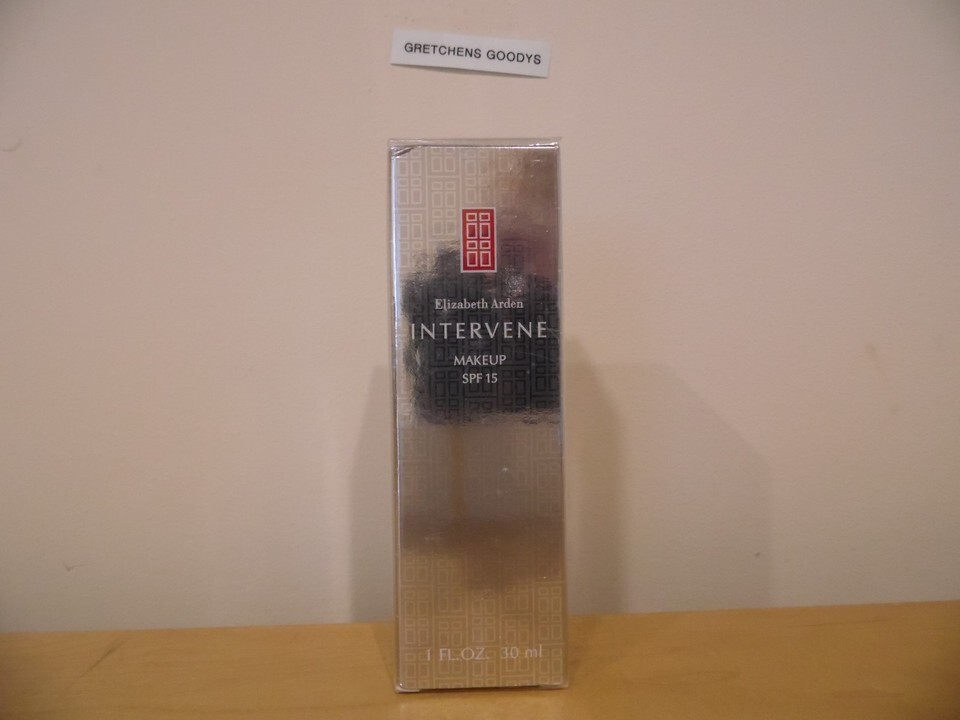 GRETCHENS GOODYS
Elizabeth Arden
INTERVENE
MAKEUP
SPF 15
1 FL.OZ. 30 ml